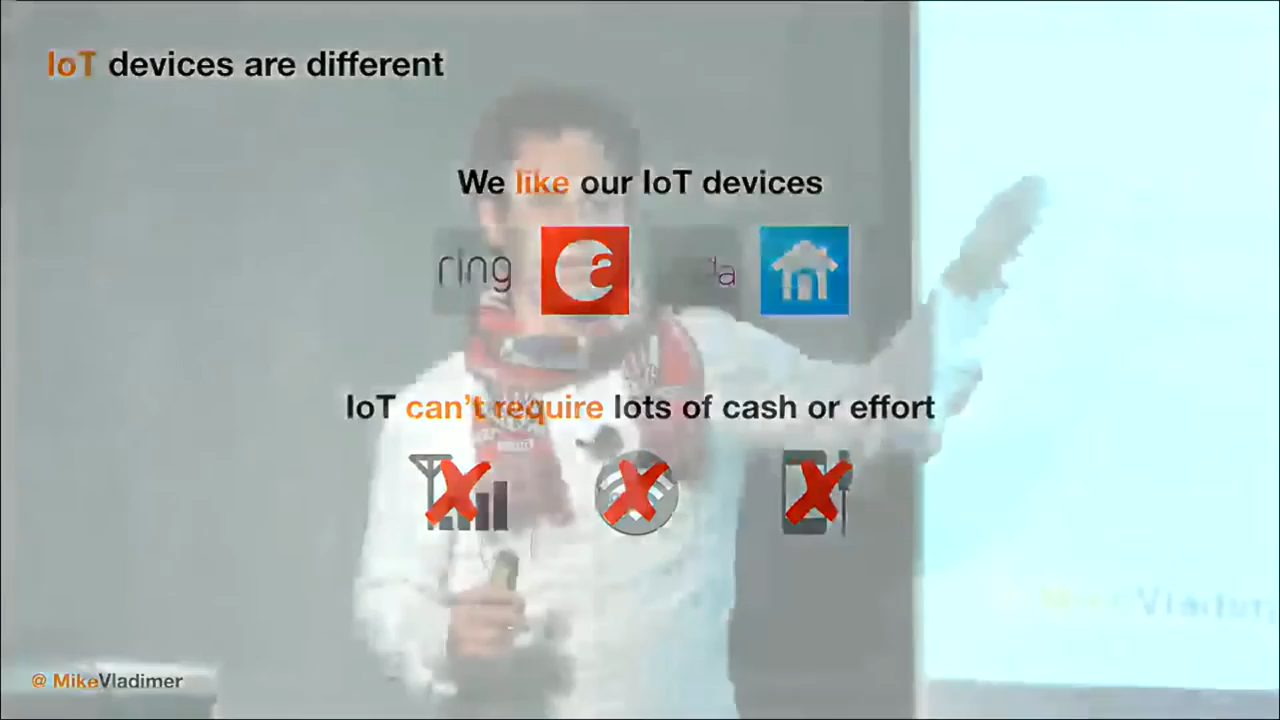 IoT devices are different
We like our IoT devices
ring
a
IoT can't require lots of cash or effort
@ MikeVladimer